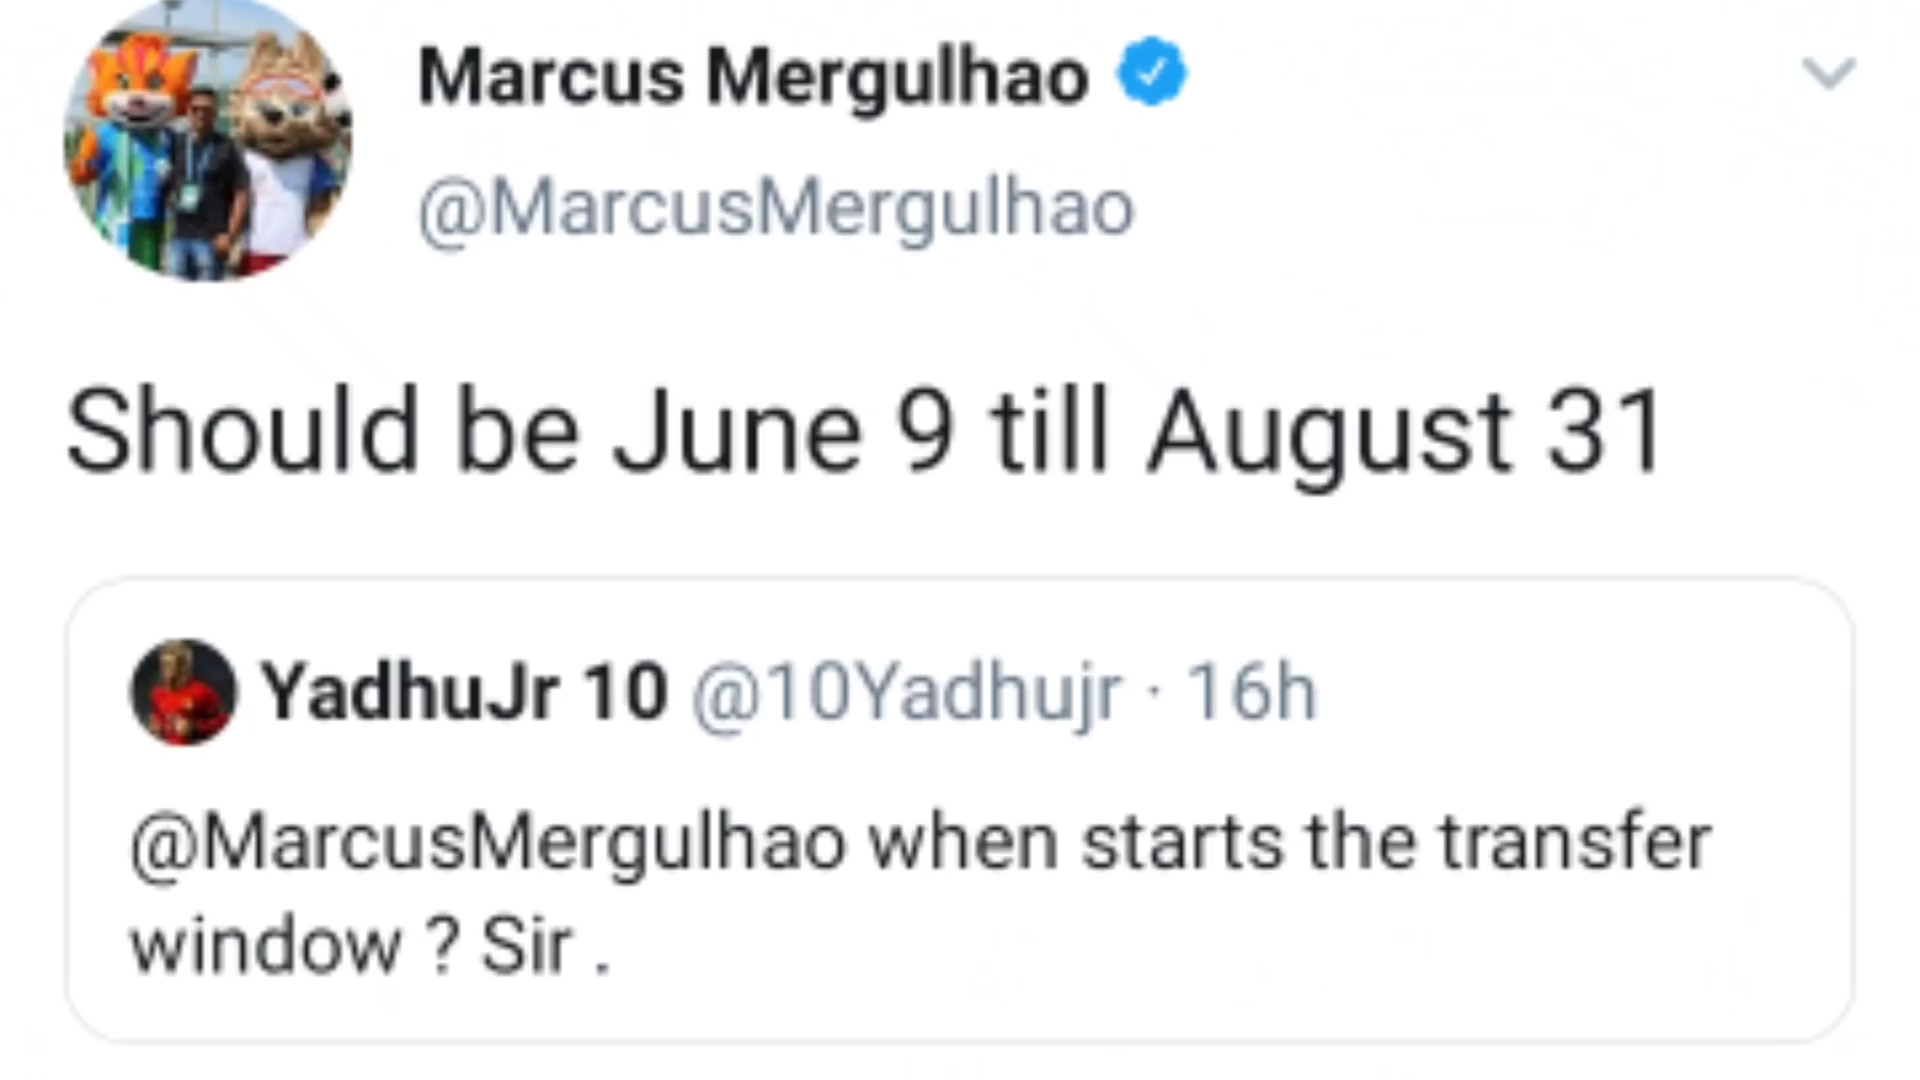 Marcus Mergulhao
@MarcusMergulhao
Should be June 9 till August 31
YadhuJr 10 @10Yadhujr · 16h
@MarcusMergulhao when starts the transfer
window ? Sir .